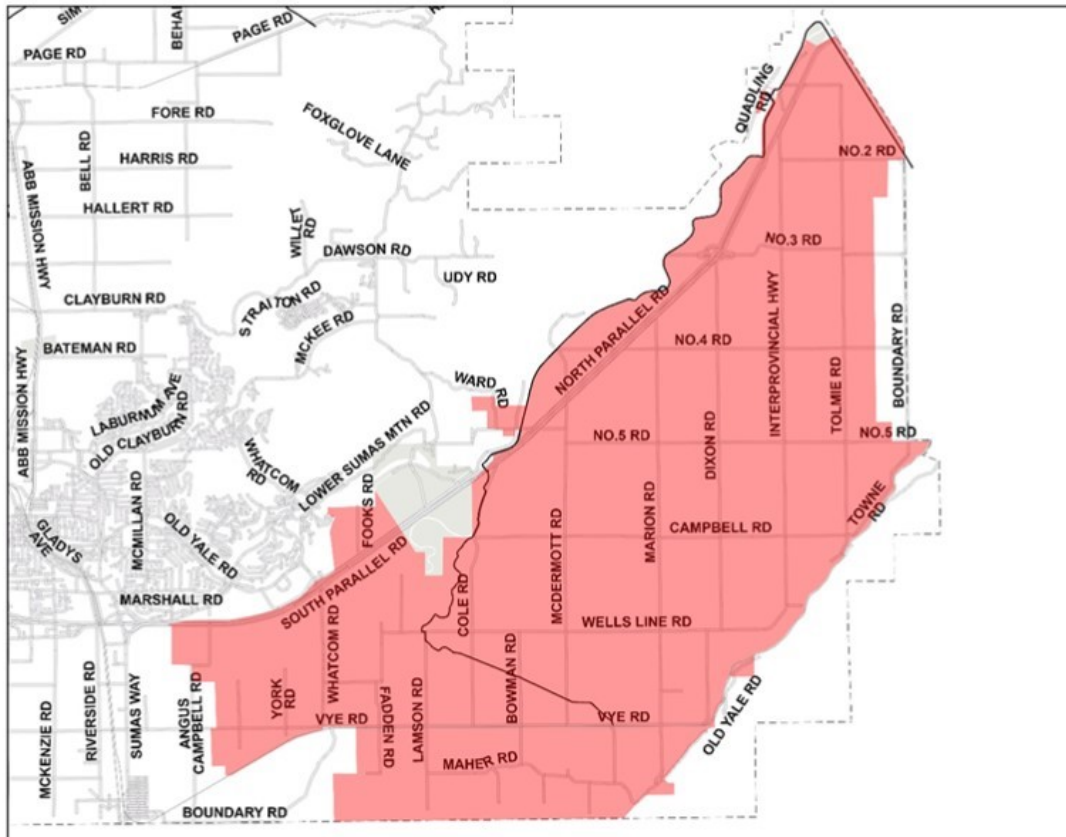 SIM
BEHA
PAGE RD
PAGE RD
FORE RD
QUADLING
RD
FOXGLOVE LANE
HARRIS RD
BELL RD
ABB MISSION HWY
NO.2 RD
HALLERT RD
WILLET
RD
DAWSON RD
NO.3 RD
UDY RD
CLAYBURN RD
STRAITON RD
MCKEE RD
NORTH PARALLEL RD
INTERPROVINCIAL HWY
BATEMAN RD
NO.4 RD
BOUNDARY RD
ABB MISSION HWY
LABURNUM AVE
OLD CLAYBURN RD
WARD RD
TOLMIE RD
WHATCOM
RD
LOWER SUMAS MTN RD
NO.5 RD
DIXON RD
NO.5 RD
MCMILLAN RD
FOOKS RD
GLADYS
AVE
OLD YALE RD
MCDERMOTT RD
MARION RD
CAMPBELL RD
TOWNE
RD
SOUTH PARALLEL RD
MARSHALL RD
COLE RD
WELLS LINE RD
WHATCOM RD
MCKENZIE RD
RIVERSIDE RD
SUMAS WAY
ANGUS
CAMPBELL RD
YORK
RD
FADDEN RD
LAMSON RD
BOWMAN RD
VYE RD
VYE RD
OLD YALE RD
MAHER RD
BOUNDARY RD